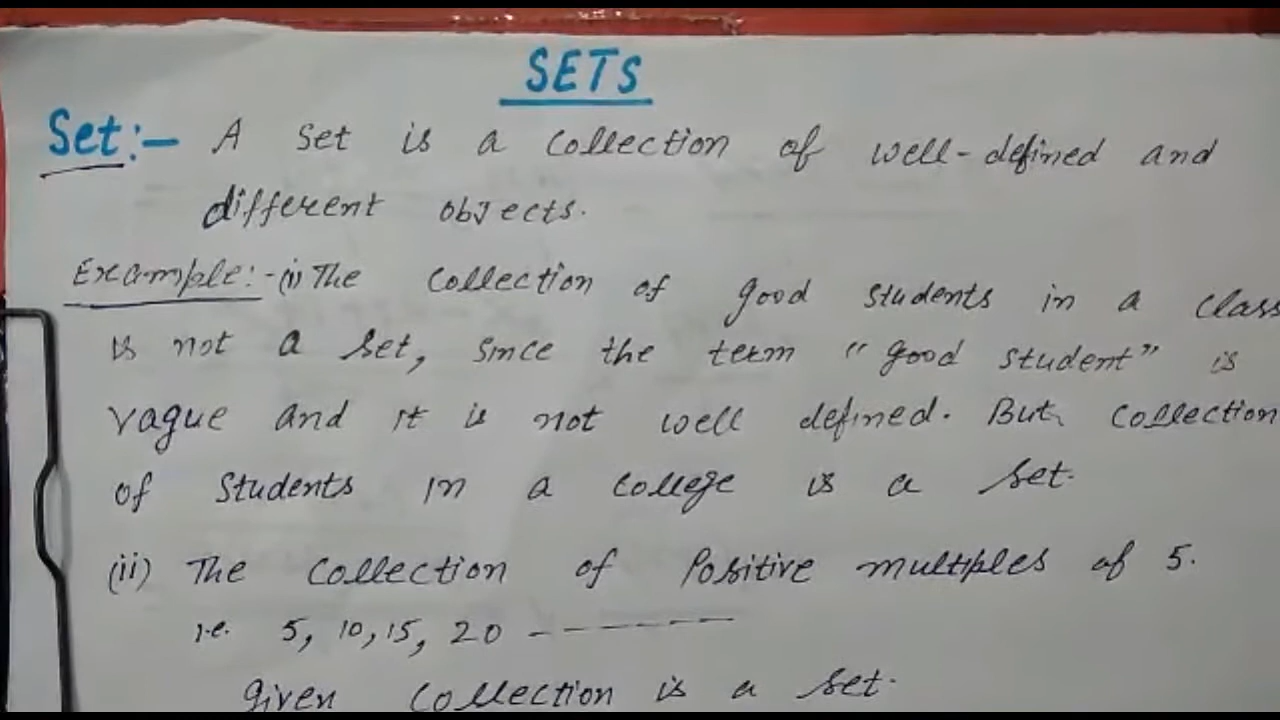 SETS
Set:- A Set is a collection of well-defined and
different objects.
Example:- (i) The collection of good students in a class
is not a set, since the term "good student" is
vague and it is not well defined. But collection
of students in a college is a set.
(ii) The collection of Positive multiples of 5.
i.e. 5, 10, 15, 20 -------
given collection is a set.